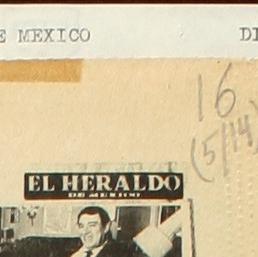 E MEXICO DI
16
(5/14)
EL HERALDO
DE MEXICO